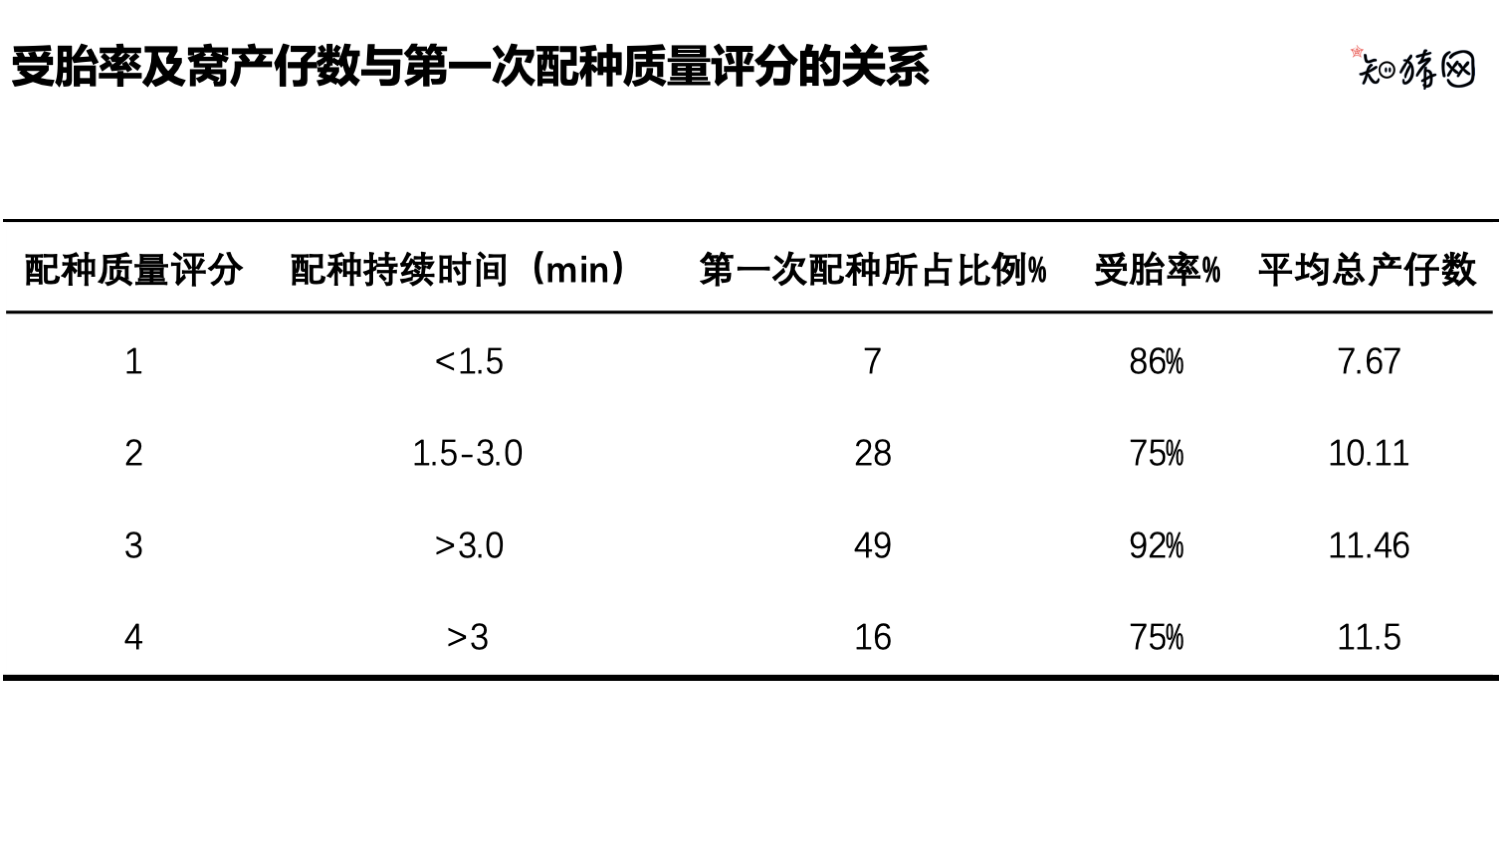 受胎率及窝产仔数与第一次配种质量评分的关系
知猪网
配种质量评分 配种持续时间（min） 第一次配种所占比例% 受胎率% 平均总产仔数
1 <1.5 7 86% 7.67
2 1.5-3.0 28 75% 10.11
3 >3.0 49 92% 11.46
4 >3 16 75% 11.5